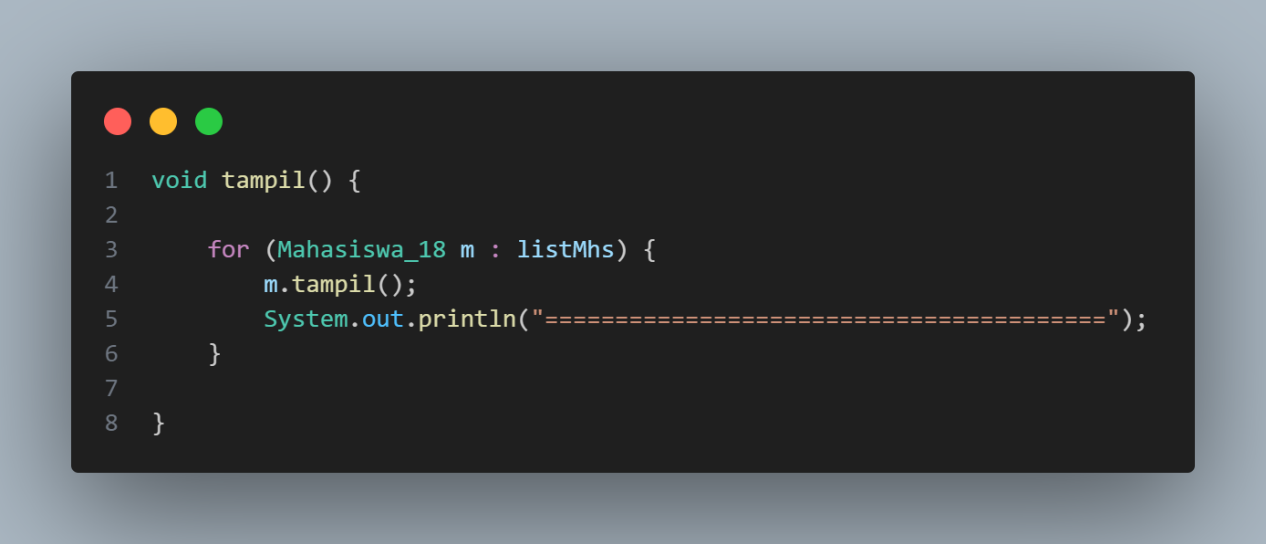 1 void tampil() {
2
3     for (Mahasiswa_18 m : listMhs) {
4         m.tampil();
5         System.out.println("========================================");
6     }
7
8 }